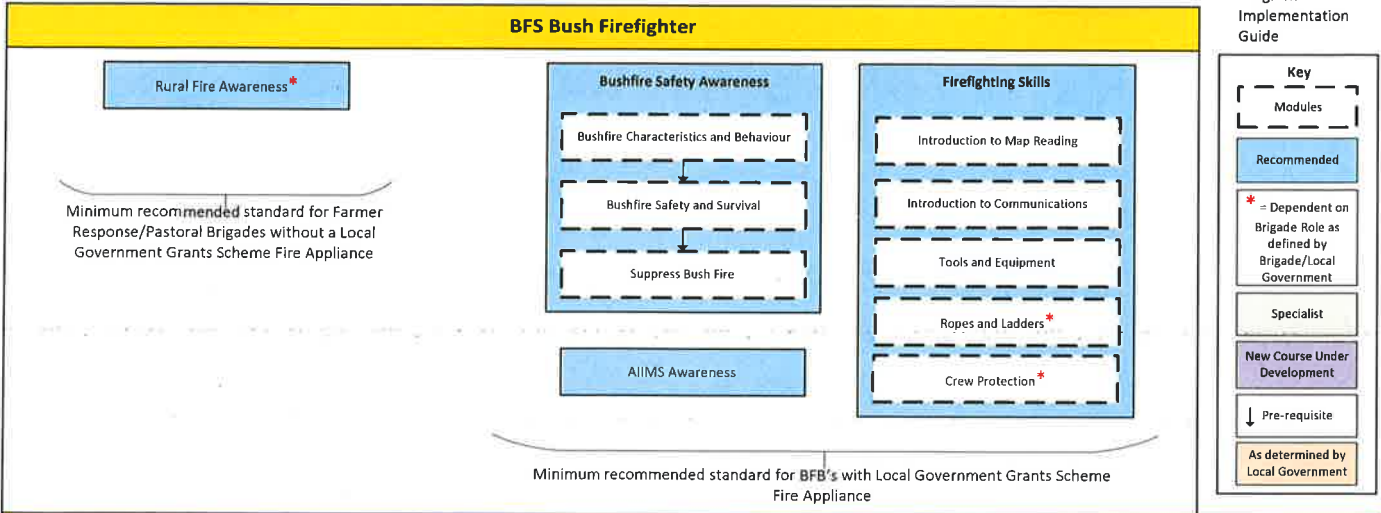 BFS Bush Firefighter
Rural Fire Awareness*
Minimum recommended standard for Farmer
Response/Pastoral Brigades without a Local
Government Grants Scheme Fire Appliance
Bushfire Safety Awareness
Bushfire Characteristics and Behaviour
Bushfire Safety and Survival
Suppress Bush Fire
AIIMS Awareness
Firefighting Skills
Introduction to Map Reading
Introduction to Communications
Tools and Equipment
Ropes and Ladders*
Crew Protection*
Minimum recommended standard for BFB's with Local Government Grants Scheme
Fire Appliance
Implementation
Guide
Key
Modules
Recommended
* = Dependent on
Brigade Role as
defined by
Brigade/Local
Government
Specialist
New Course Under
Development
Pre-requisite
As determined by
Local Government